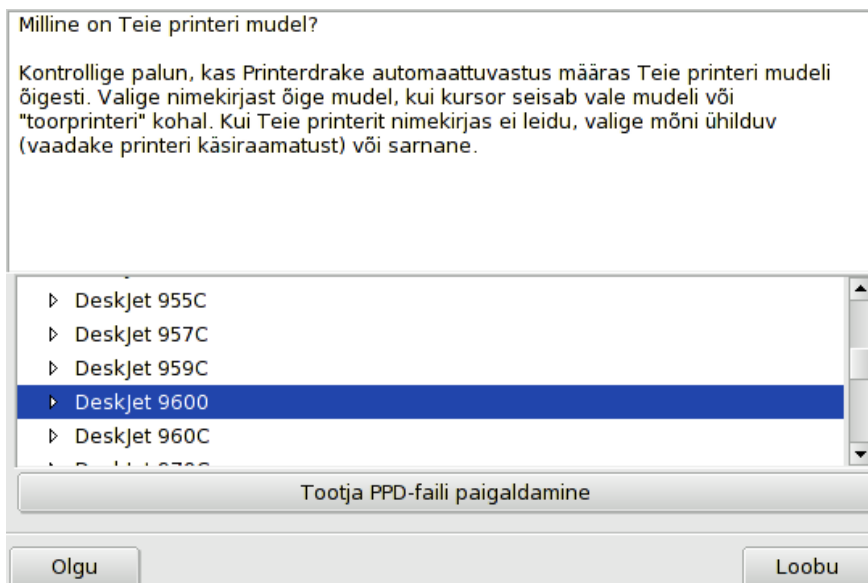 Milline on Teie printeri mudel?
Kontrollige palun, kas Printerdrake automaattuvastus määras Teie printeri mudeli
õigesti. Valige nimekirjast õige mudel, kui kursor seisab vale mudeli või
"toorprinteri" kohal. Kui Teie printerit nimekirjas ei leidu, valige mõni ühilduv
(vaadake printeri käsiraamatust) või sarnane.
DeskJet 955C
DeskJet 957C
DeskJet 959C
DeskJet 9600
DeskJet 960C
Tootja PPD-faili paigaldamine
Olgu
Loobu